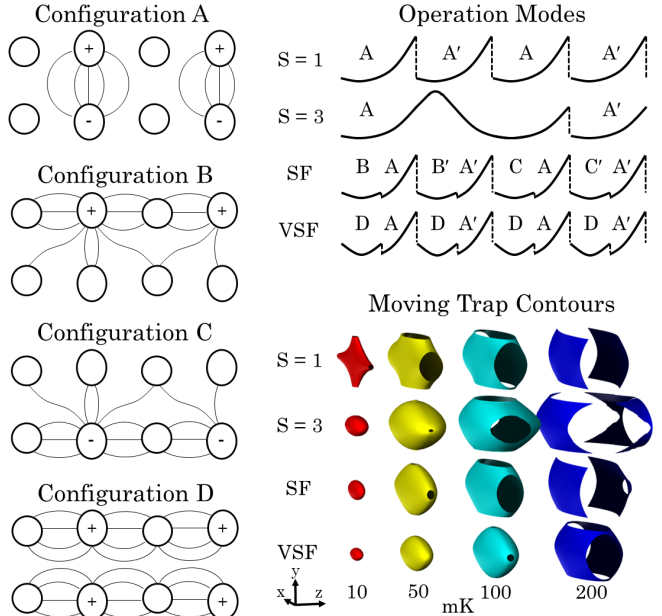 Configuration A
+ +
- -
Configuration B
+ +
Configuration C
- -
Configuration D
+ +
+ +
Operation Modes
S = 1 A A′ A A′
S = 3 A A′
SF B A B′ A′ C A C′ A′
VSF D A D A′ D A D A′
Moving Trap Contours
S = 1
S = 3
SF
VSF
y
x z
10 50 100 200
mK